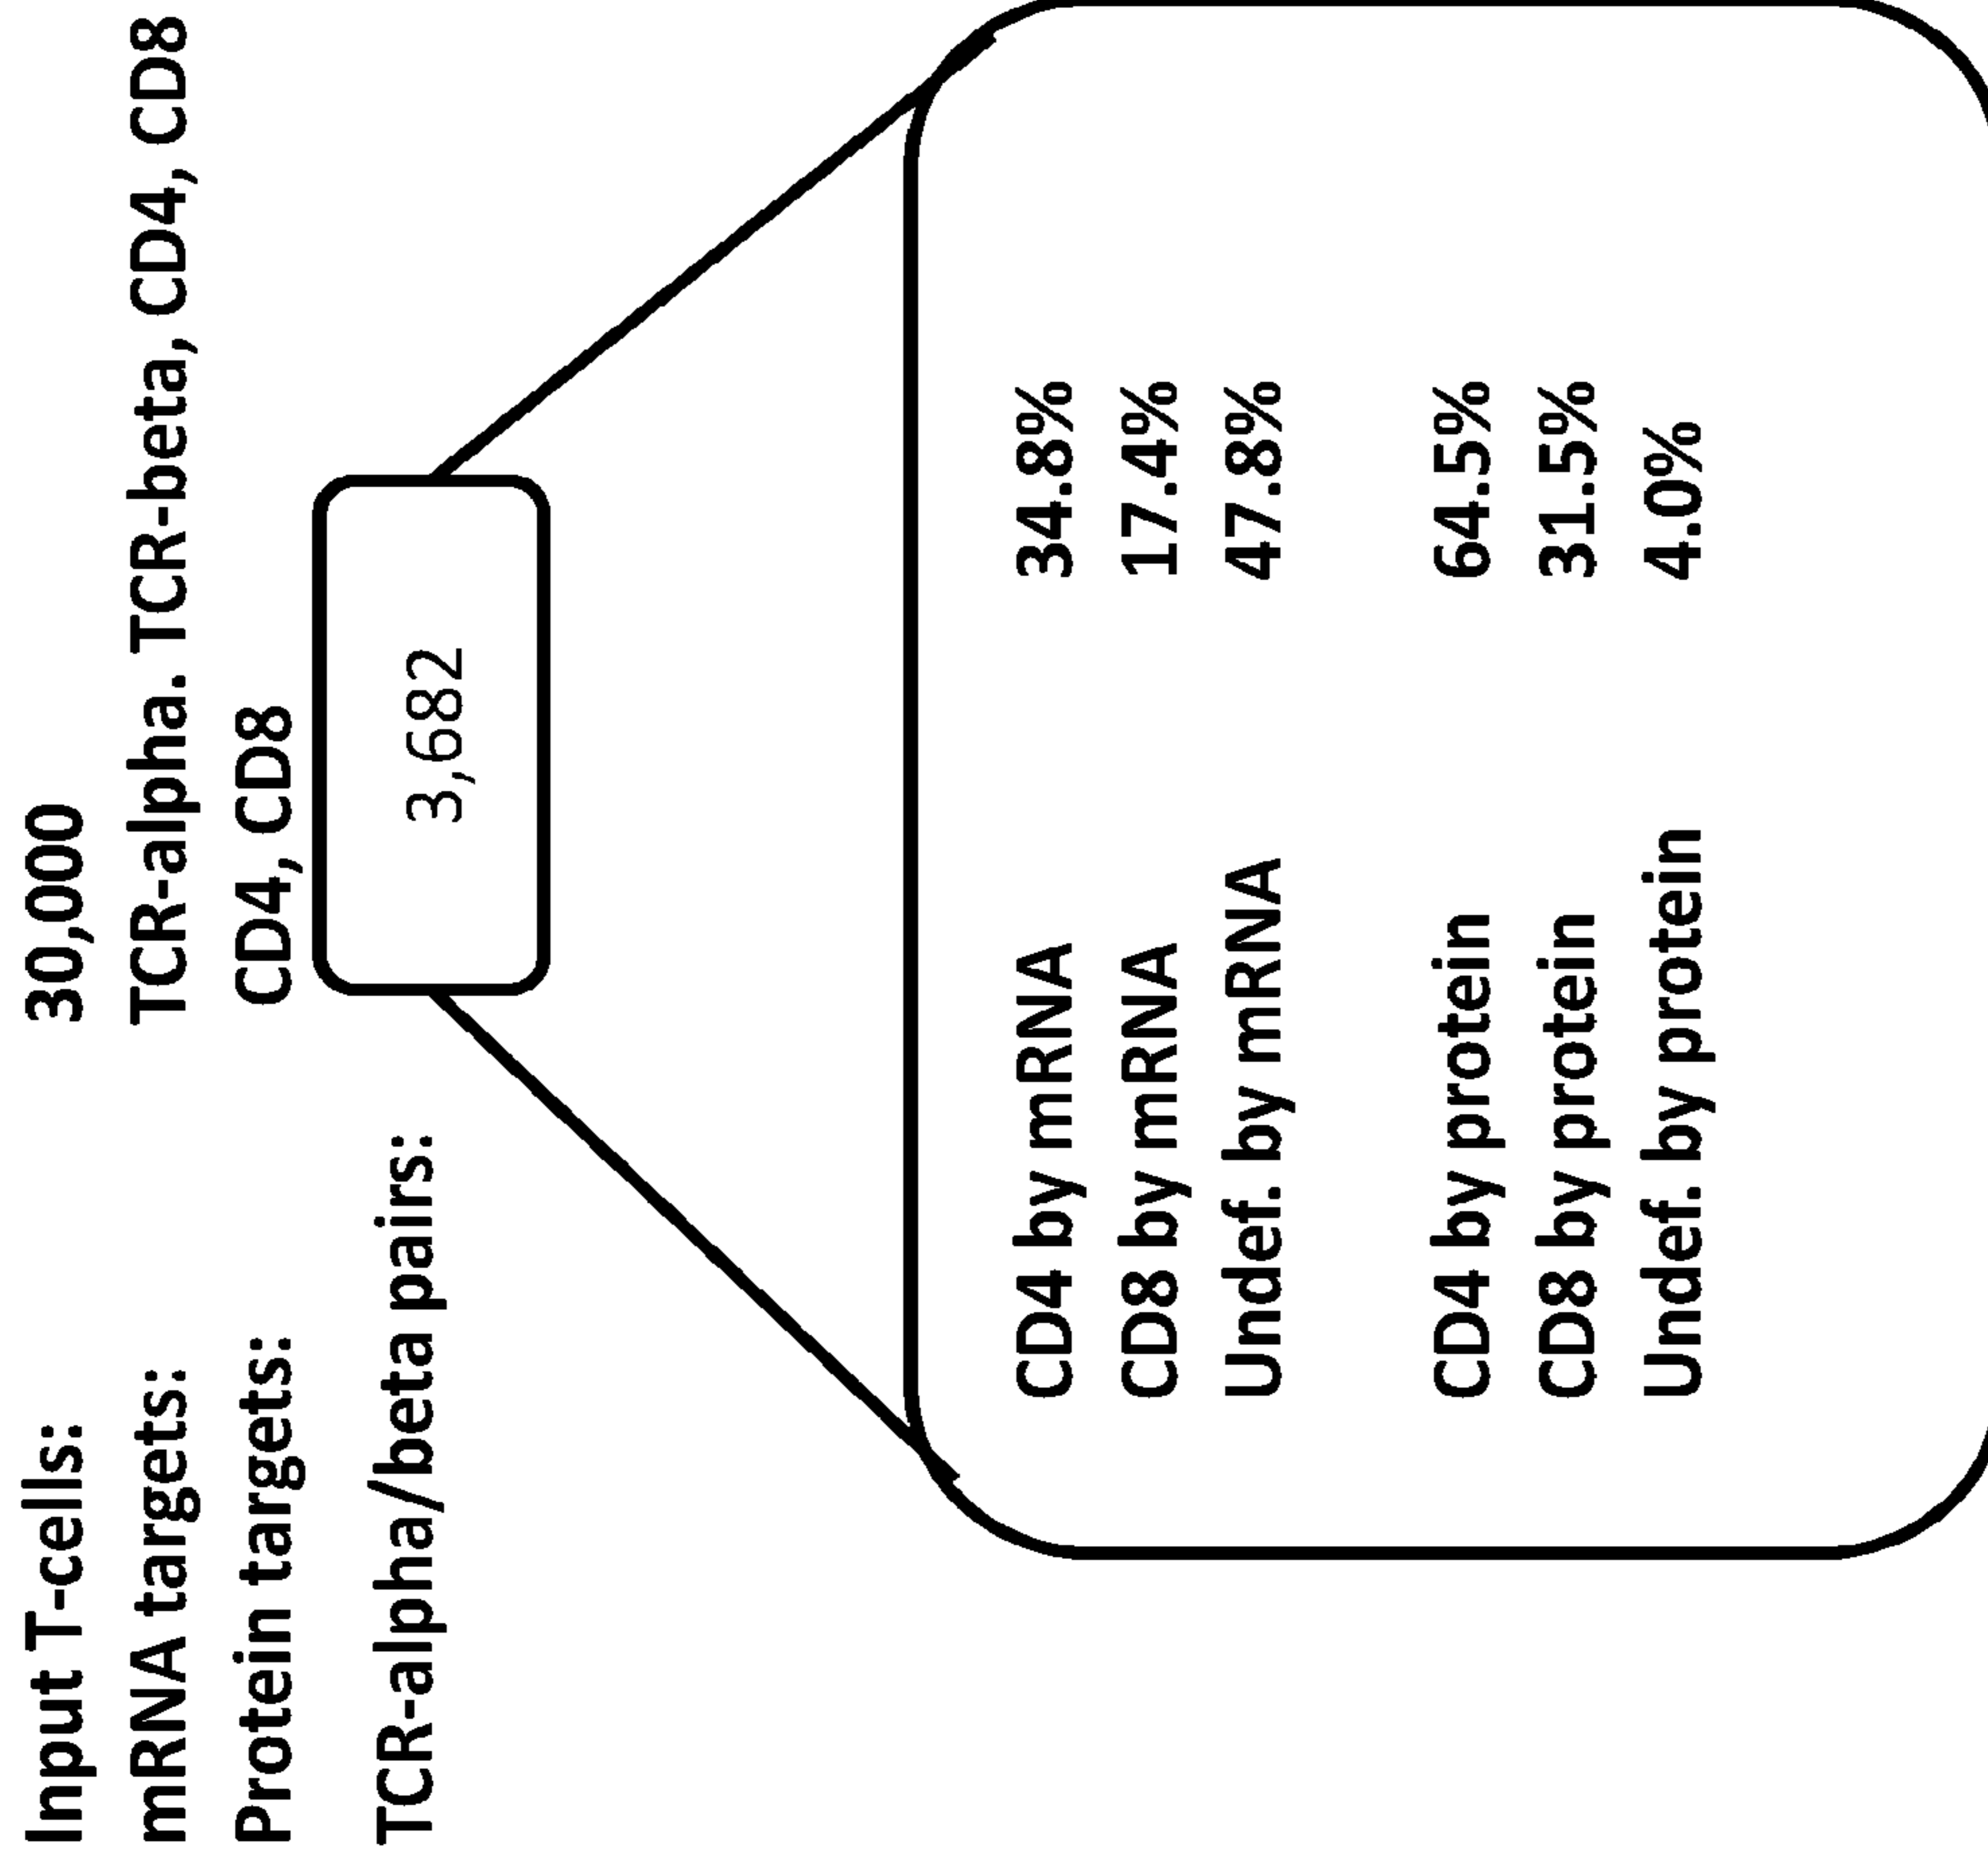 Input T-cells: 30,000
mRNA targets: TCR-alpha. TCR-beta, CD4, CD8
Protein targets: CD4, CD8
TCR-alpha/beta pairs: 3,682
CD4 by mRNA 34.8%
CD8 by mRNA 17.4%
Undef. by mRNA 47.8%
CD4 by protein 64.5%
CD8 by protein 31.5%
Undef. by protein 4.0%